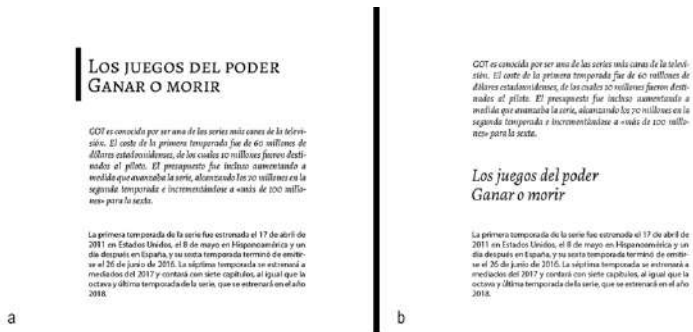 LOS JUEGOS DEL PODER
GANAR O MORIR
GOT es conocida por ser una de las series más caras de la televi-
sión. El coste de la primera temporada fue de 60 millones de
dólares estadounidenses, de los cuales 10 millones fueron desti-
nados al piloto. El presupuesto fue incluso aumentando a
medida que avanzaba la serie, alcanzando los 70 millones en la
segunda temporada e incrementándose a «más de 100 millo-
nes» para la sexta.
La primera temporada de la serie fue estrenada el 17 de abril de
2011 en Estados Unidos, el 8 de mayo en Hispanoamérica y un
día después en España, y su sexta temporada terminó de emitir-
se el 26 de junio de 2016. La séptima temporada se estrenará a
mediados del 2017 y contará con siete capítulos, al igual que la
octava y última temporada de la serie, que se estrenará en el año
2018.
a
GOT es conocida por ser una de las series más caras de la televi-
sión. El coste de la primera temporada fue de 60 millones de
dólares estadounidenses, de los cuales 10 millones fueron desti-
nados al piloto. El presupuesto fue incluso aumentando a
medida que avanzaba la serie, alcanzando los 70 millones en la
segunda temporada e incrementándose a «más de 100 millo-
nes» para la sexta.
Los juegos del poder
Ganar o morir
La primera temporada de la serie fue estrenada el 17 de abril de
2011 en Estados Unidos, el 8 de mayo en Hispanoamérica y un
día después en España, y su sexta temporada terminó de emitir-
se el 26 de junio de 2016. La séptima temporada se estrenará a
mediados del 2017 y contará con siete capítulos, al igual que la
octava y última temporada de la serie, que se estrenará en el año
2018.
b